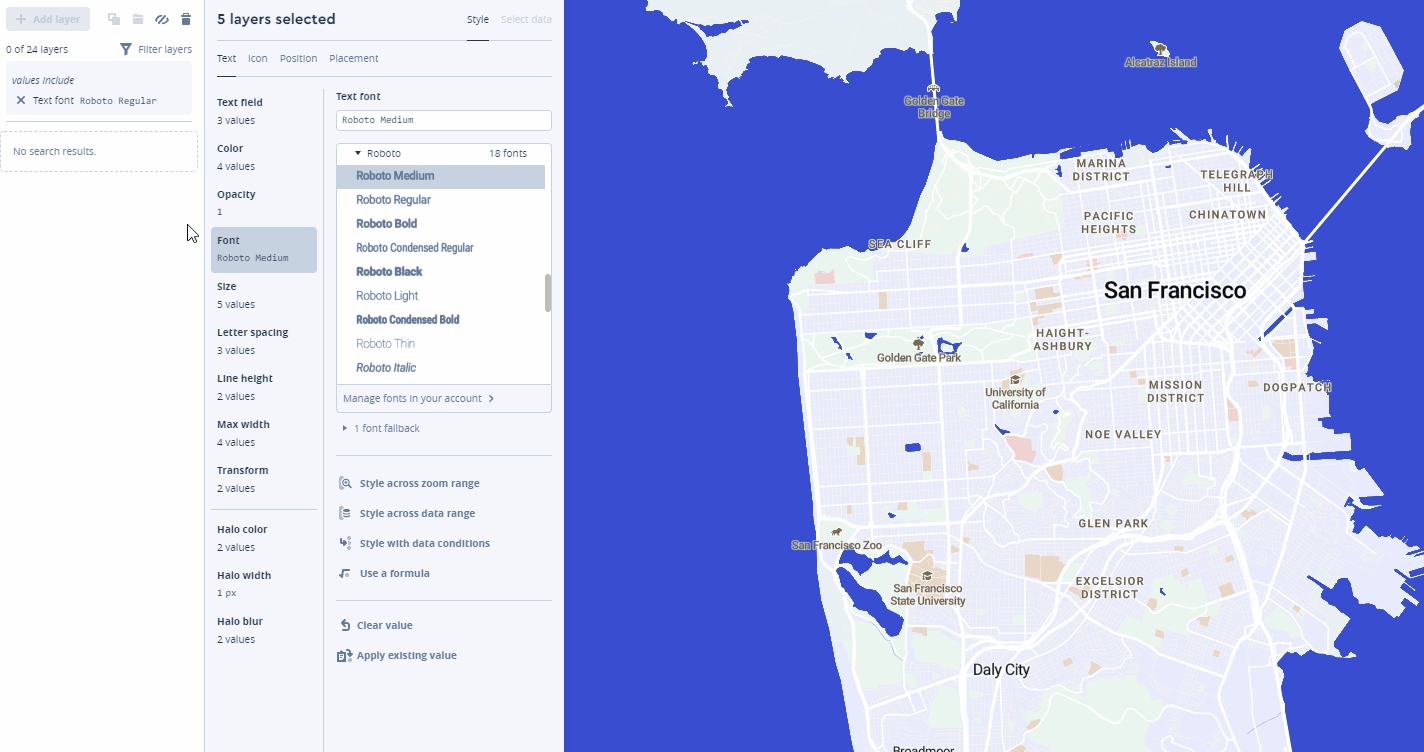 Add layer
0 of 24 layers
Filter layers
values include
Text font Roboto Regular
No search results.
5 layers selected
Style
Select data
Text
Icon
Position
Placement
Text field
3 values
Color
4 values
Opacity
1
Font
Roboto Medium
Size
5 values
Letter spacing
3 values
Line height
2 values
Max width
4 values
Transform
2 values
Halo color
2 values
Halo width
1 px
Halo blur
2 values
Text font
Roboto Medium
Roboto
18 fonts
Roboto Medium
Roboto Regular
Roboto Bold
Roboto Condensed Regular
Roboto Black
Roboto Light
Roboto Condensed Bold
Roboto Thin
Roboto Italic
Manage fonts in your account
1 font fallback
Style across zoom range
Style across data range
Style with data conditions
Use a formula
Clear value
Apply existing value
Alcatraz Island
Golden Gate
Bridge
MARINA
DISTRICT
TELEGRAPH
HILL
PACIFIC
HEIGHTS
CHINATOWN
SEA CLIFF
San Francisco
HAIGHT-
ASHBURY
Golden Gate Park
University of
California
MISSION
DISTRICT
DOGPATCH
NOE VALLEY
GLEN PARK
San Francisco Zoo
San Francisco
State University
EXCELSIOR
DISTRICT
Daly City
Broadmoor